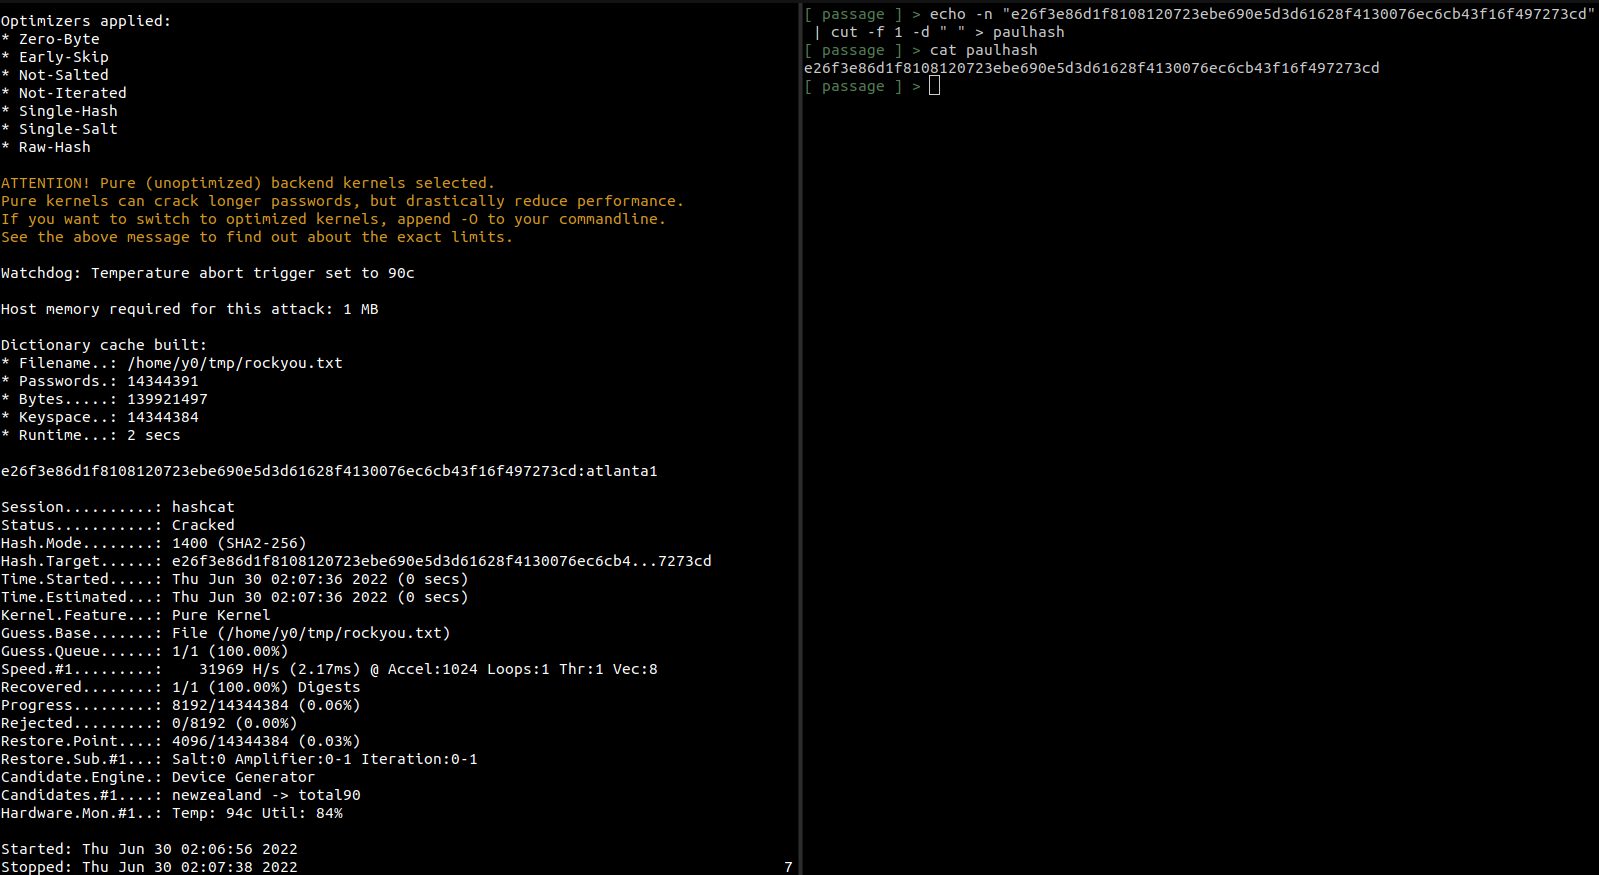 Optimizers applied:
* Zero-Byte
* Early-Skip
* Not-Salted
* Not-Iterated
* Single-Hash
* Single-Salt
* Raw-Hash
ATTENTION! Pure (unoptimized) backend kernels selected.
Pure kernels can crack longer passwords, but drastically reduce performance.
If you want to switch to optimized kernels, append -O to your commandline.
See the above message to find out about the exact limits.
Watchdog: Temperature abort trigger set to 90c
Host memory required for this attack: 1 MB
Dictionary cache built:
* Filename..: /home/y0/tmp/rockyou.txt
* Passwords.: 14344391
* Bytes.....: 139921497
* Keyspace..: 14344384
* Runtime...: 2 secs
e26f3e86d1f8108120723ebe690e5d3d61628f4130076ec6cb43f16f497273cd:atlanta1
Session..........: hashcat
Status...........: Cracked
Hash.Mode........: 1400 (SHA2-256)
Hash.Target......: e26f3e86d1f8108120723ebe690e5d3d61628f4130076ec6cb4...7273cd
Time.Started.....: Thu Jun 30 02:07:36 2022 (0 secs)
Time.Estimated...: Thu Jun 30 02:07:36 2022 (0 secs)
Kernel.Feature...: Pure Kernel
Guess.Base.......: File (/home/y0/tmp/rockyou.txt)
Guess.Queue......: 1/1 (100.00%)
Speed.#1.........:    31969 H/s (2.17ms) @ Accel:1024 Loops:1 Thr:1 Vec:8
Recovered........: 1/1 (100.00%) Digests
Progress.........: 8192/14344384 (0.06%)
Rejected.........: 0/8192 (0.00%)
Restore.Point....: 4096/14344384 (0.03%)
Restore.Sub.#1...: Salt:0 Amplifier:0-1 Iteration:0-1
Candidate.Engine.: Device Generator
Candidates.#1....: newzealand -> total90
Hardware.Mon.#1..: Temp: 94c Util: 84%
Started: Thu Jun 30 02:06:56 2022
Stopped: Thu Jun 30 02:07:38 2022
7
[ passage ] > echo -n "e26f3e86d1f8108120723ebe690e5d3d61628f4130076ec6cb43f16f497273cd"
| cut -f 1 -d " " > paulhash
[ passage ] > cat paulhash
e26f3e86d1f8108120723ebe690e5d3d61628f4130076ec6cb43f16f497273cd
[ passage ] >